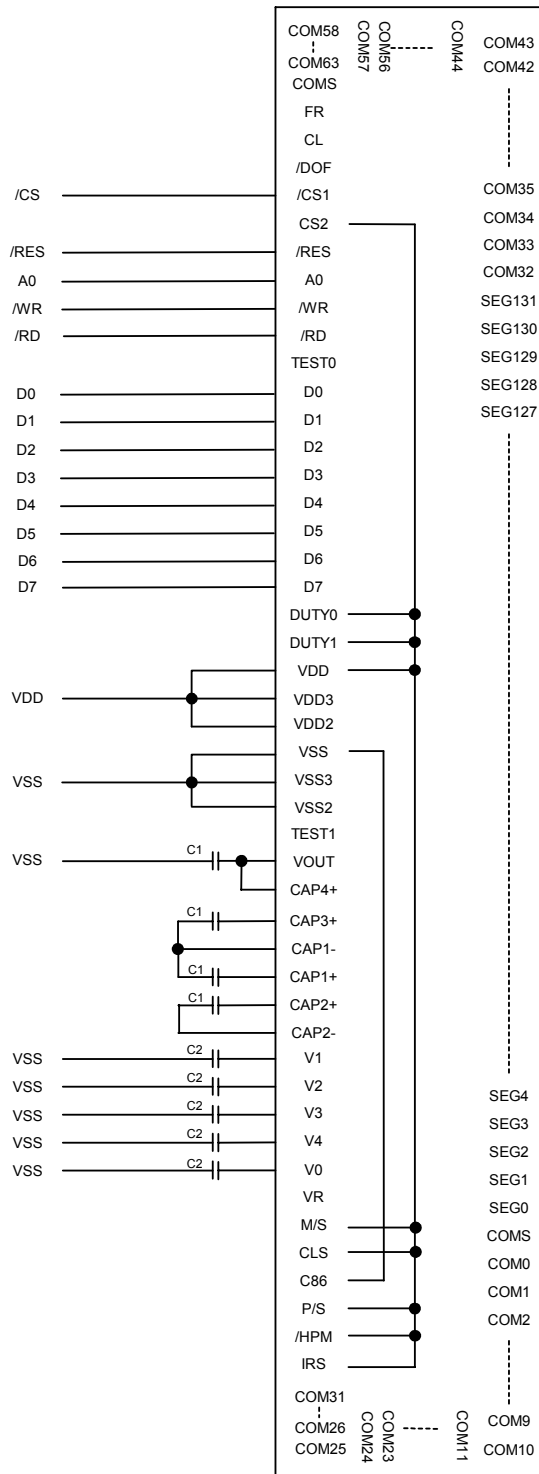 COM58
COM63
COMS
FR
CL
/DOF
/CS1
CS2
/RES
A0
/WR
/RD
TEST0
D0
D1
D2
D3
D4
D5
D6
D7
DUTY0
DUTY1
VDD
VDD3
VDD2
VSS
VSS3
VSS2
TEST1
VOUT
CAP4+
CAP3+
CAP1-
CAP1+
CAP2+
CAP2-
V1
V2
V3
V4
V0
VR
M/S
CLS
C86
P/S
/HPM
IRS
COM31
COM26
COM25
/CS
/RES
A0
/WR
/RD
D0
D1
D2
D3
D4
D5
D6
D7
VDD
VSS
VSS
C1
C1
C1
C1
VSS
C2
VSS
C2
VSS
C2
VSS
C2
VSS
C2
COM57
COM56
COM44
COM43
COM42
COM35
COM34
COM33
COM32
SEG131
SEG130
SEG129
SEG128
SEG127
SEG4
SEG3
SEG2
SEG1
SEG0
COMS
COM0
COM1
COM2
COM9
COM10
COM24
COM23
COM11